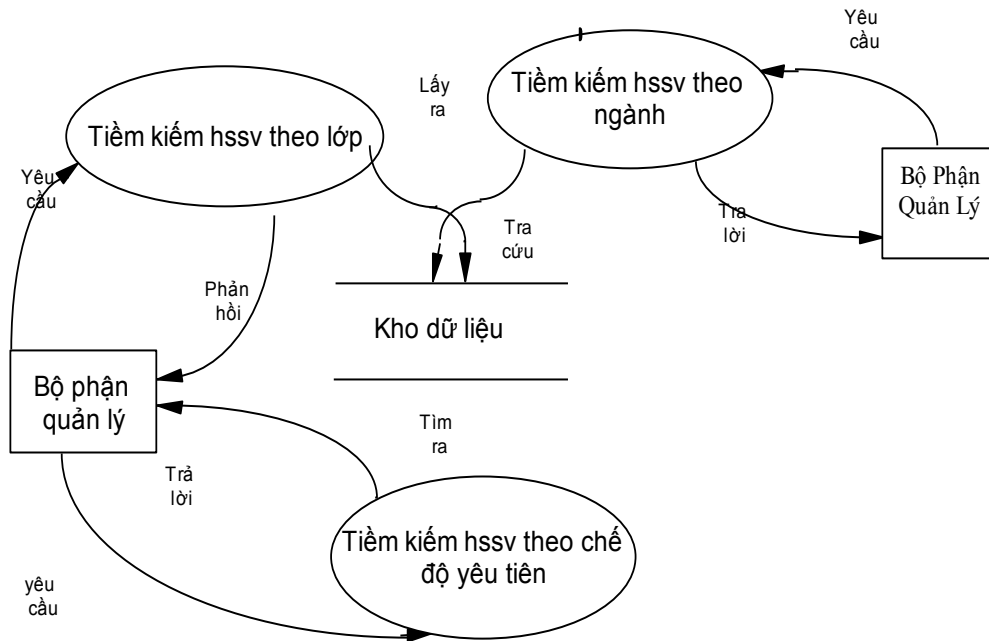 Yêu
cầu
Tiềm kiếm hssv theo
ngành
Lấy
ra
Tiềm kiếm hssv theo lớp
Yêu
cầu
Bộ Phận
Quản Lý
Tra
lời
Tra
cứu
Phản
hồi
Kho dữ liệu
Bộ phận
quản lý
Tìm
ra
Trả
lời
Tiềm kiếm hssv theo chế
độ yêu tiên
yêu
cầu